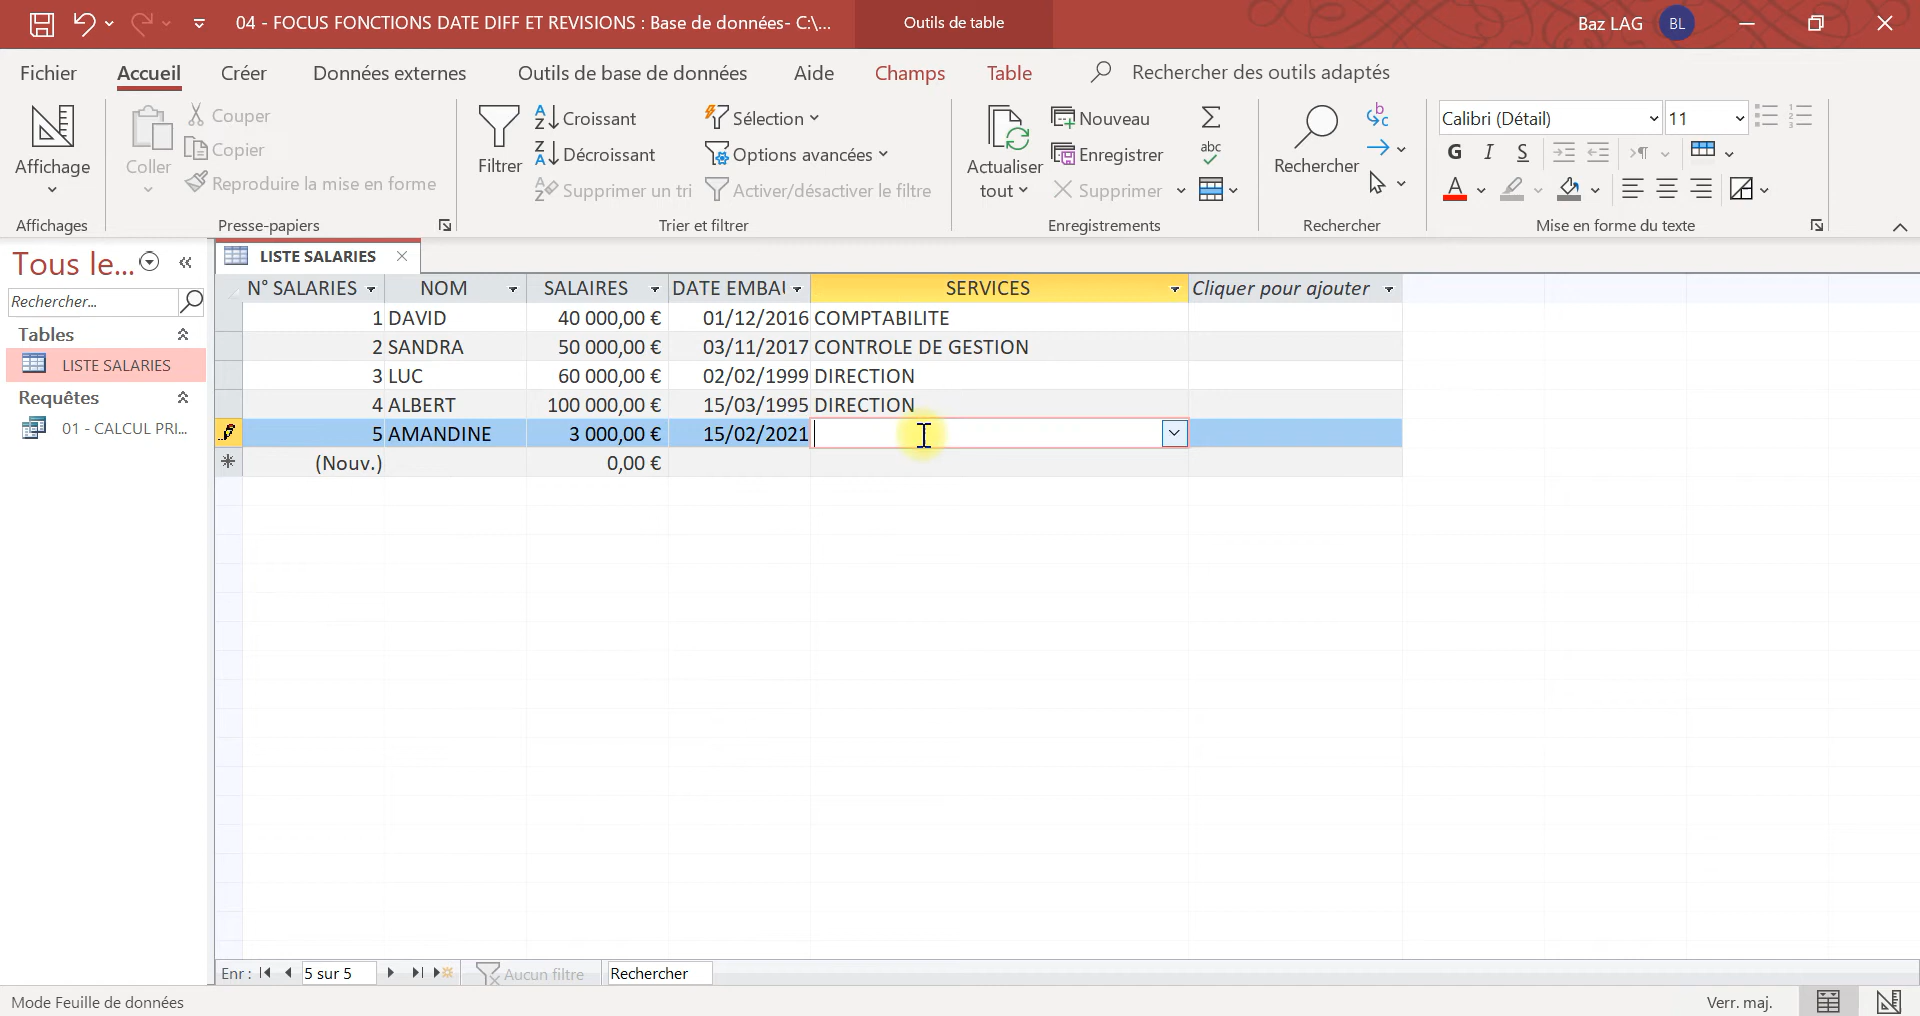 04 - FOCUS FONCTIONS DATE DIFF ET REVISIONS : Base de données- C:\...
Outils de table
Baz LAG
BL
Fichier
Accueil
Créer
Données externes
Outils de base de données
Aide
Champs
Table
Rechercher des outils adaptés
Affichage
Coller
Couper
Copier
Reproduire la mise en forme
Filtrer
Croissant
Décroissant
Supprimer un tri
Sélection
Options avancées
Activer/désactiver le filtre
Actualiser
tout
Nouveau
Enregistrer
Supprimer
Rechercher
Calibri (Détail)
11
G I S
Affichages
Presse-papiers
Trier et filtrer
Enregistrements
Rechercher
Mise en forme du texte
Tous le...
Rechercher...
Tables
LISTE SALARIES
Requêtes
01 - CALCUL PRI...
LISTE SALARIES
N° SALARIES NOM SALAIRES DATE EMBAU SERVICES Cliquer pour ajouter
1 DAVID 40 000,00 € 01/12/2016 COMPTABILITE
2 SANDRA 50 000,00 € 03/11/2017 CONTROLE DE GESTION
3 LUC 60 000,00 € 02/02/1999 DIRECTION
4 ALBERT 100 000,00 € 15/03/1995 DIRECTION
5 AMANDINE 3 000,00 € 15/02/2021
(Nouv.) 0,00 €
Enr : 5 sur 5 Aucun filtre Rechercher
Mode Feuille de données
Verr. maj.